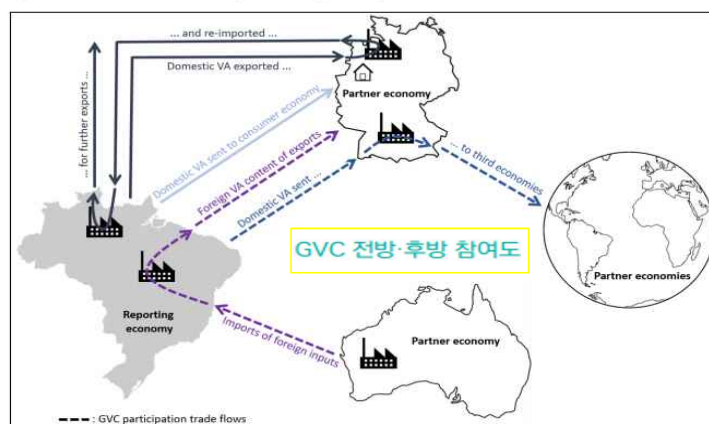 ... and re-imported ...
Domestic VA exported ...
... for further exports ...
Partner economy
Domestic VA sent to consumer economy
Foreign VA content of exports
Domestic VA sent ...
... to third economies
GVC 전방·후방 참여도
Partner economies
Reporting
economy
Imports of foreign inputs
Partner economy
: GVC participation trade flows